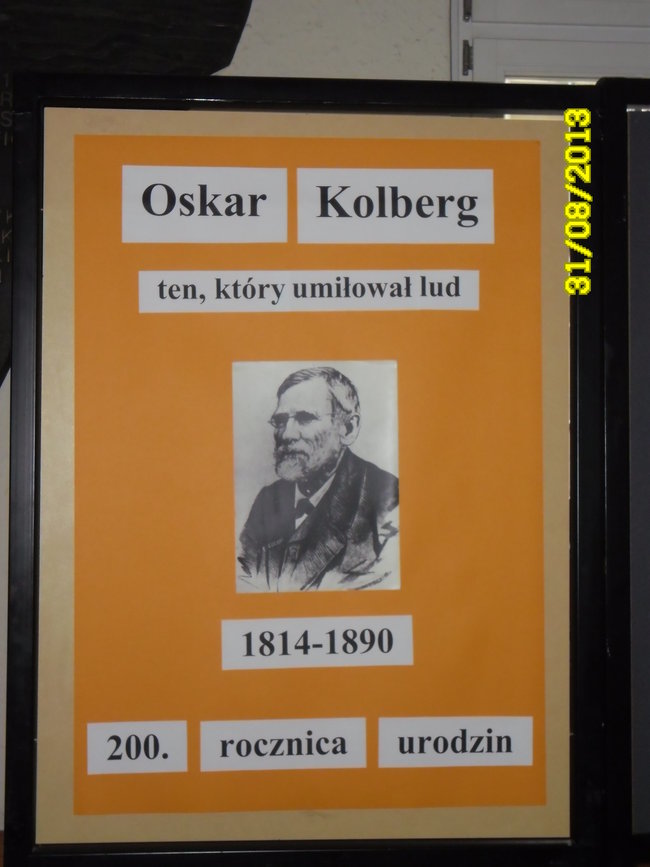 Oskar Kolberg
ten, który umiłował lud
1814-1890
200. rocznica urodzin
31/08/2013